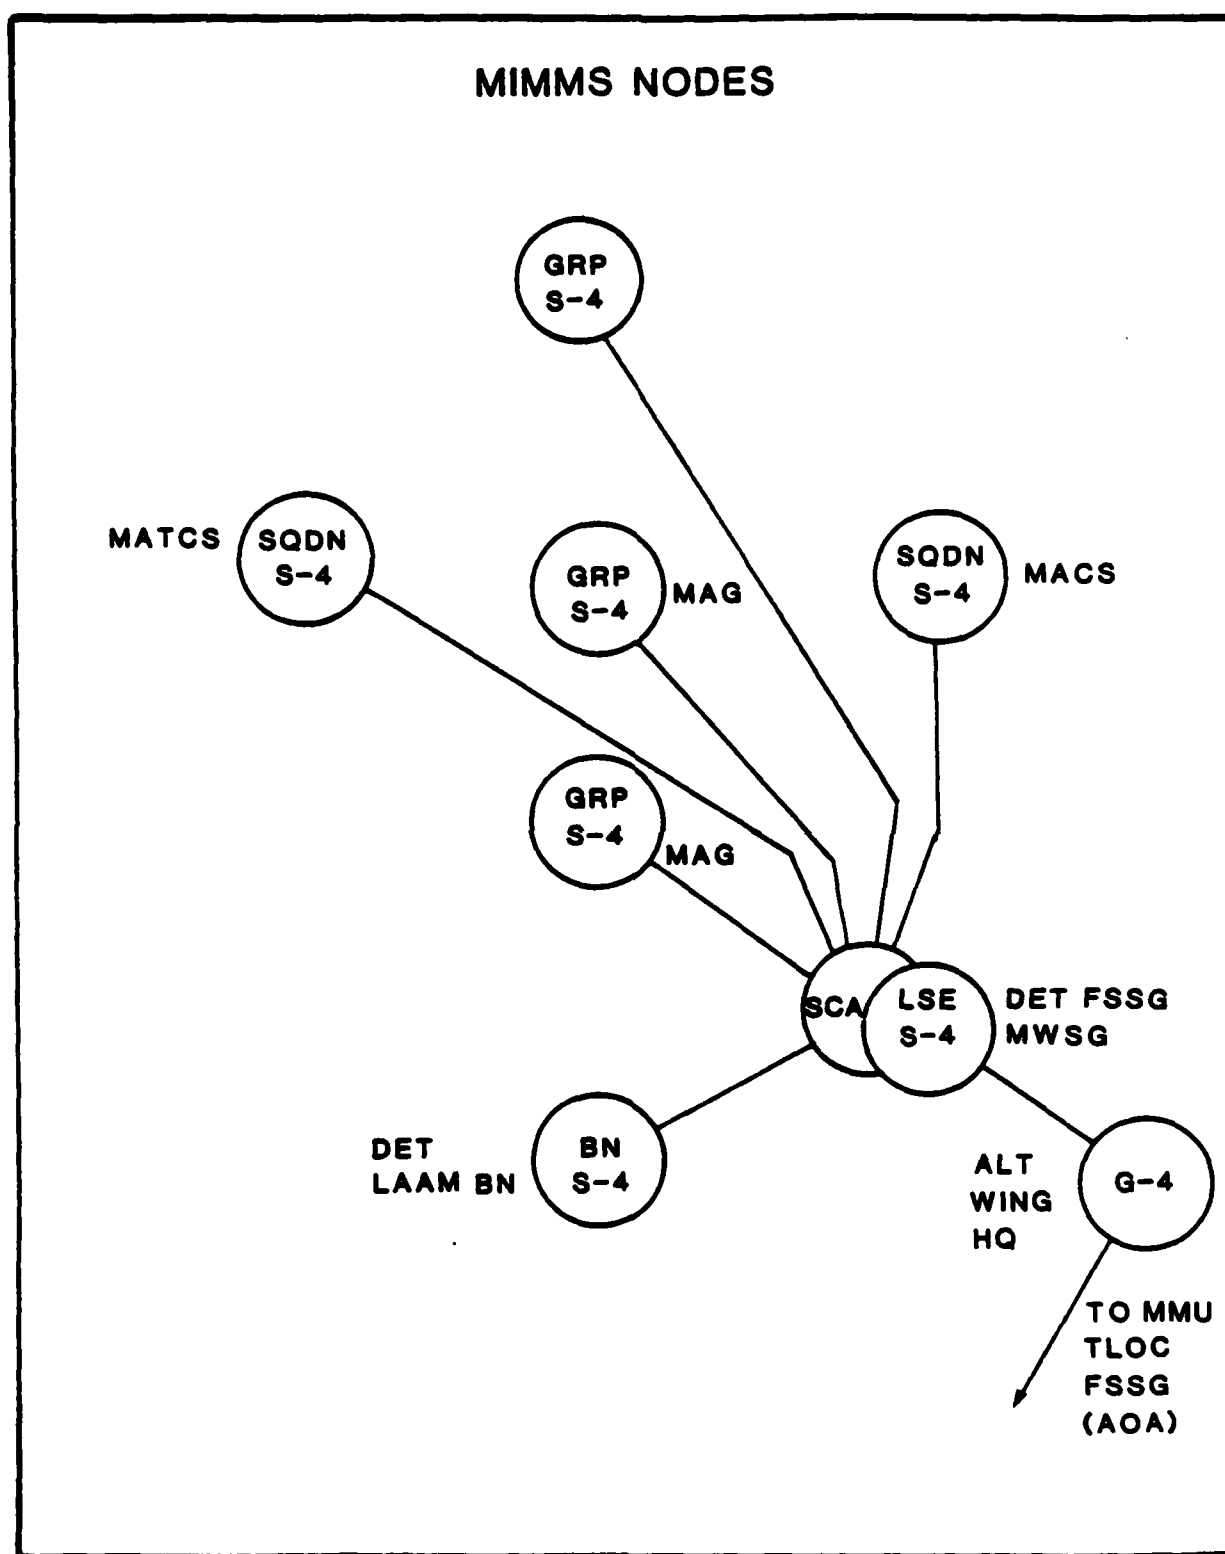 MIMMS NODES
GRP
S-4
MATCS
SQDN
S-4
GRP
S-4
MAG
SQDN
S-4
MACS
GRP
S-4
MAG
SCA
LSE
S-4
DET FSSG
MWSG
DET
LAAM BN
BN
S-4
ALT
WING
HQ
G-4
TO MMU
TLOC
FSSG
(AOA)